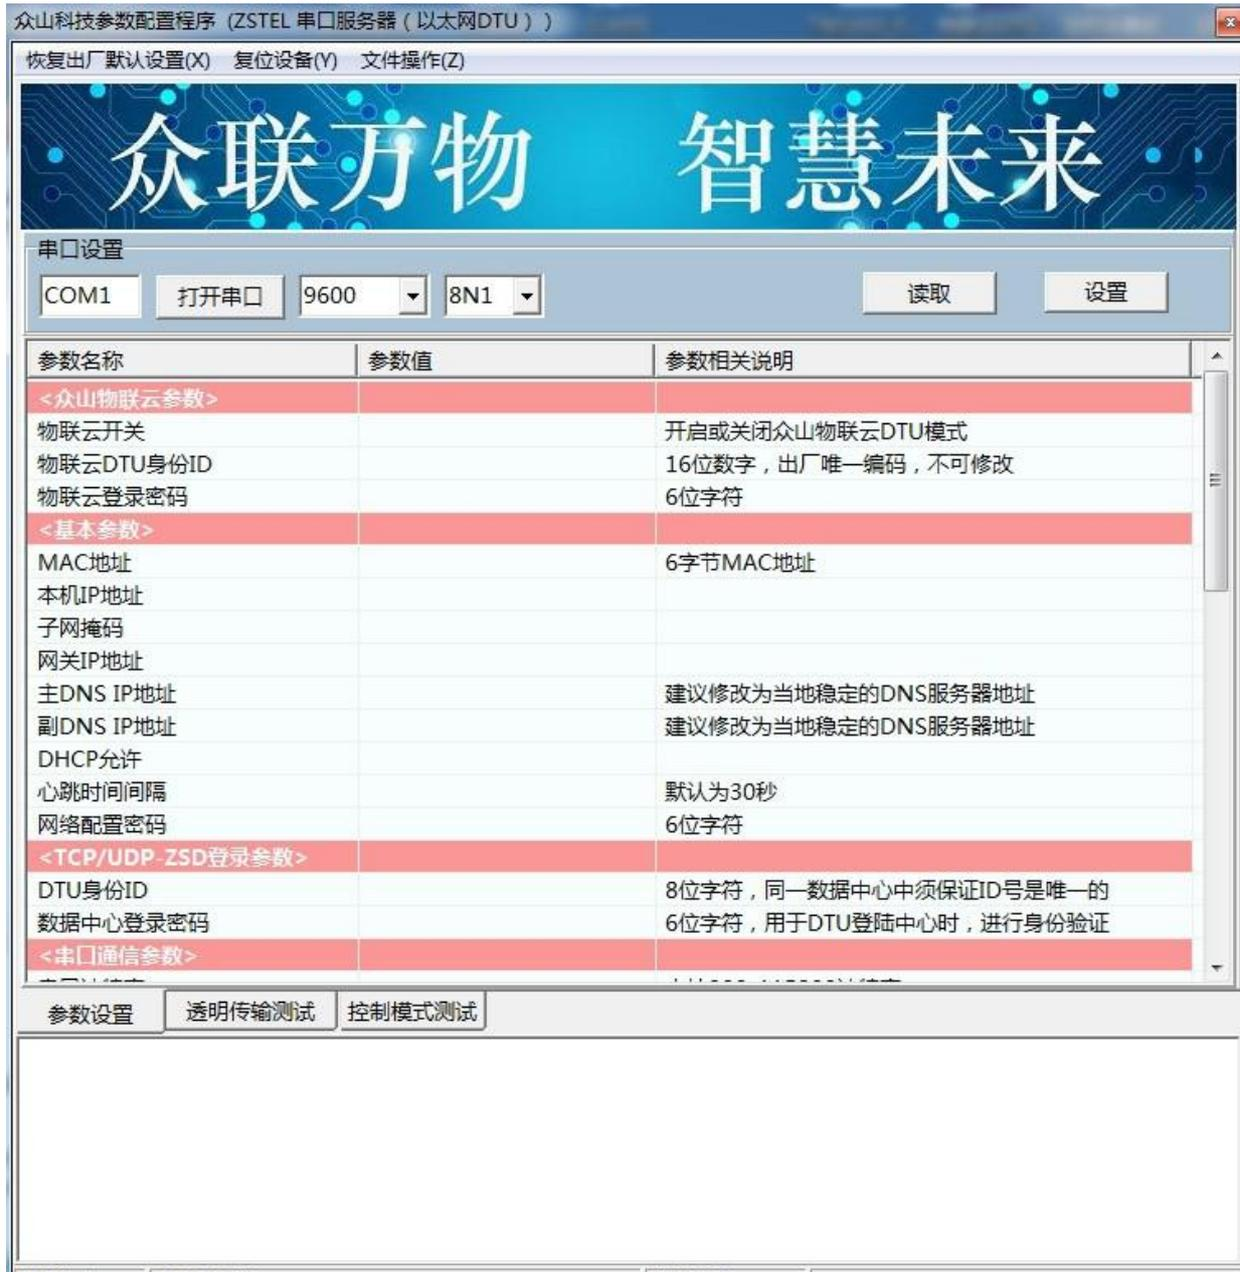 众山科技参数配置程序 (ZSTEL 串口服务器(以太网DTU))
恢复出厂默认设置(X) 复位设备(Y) 文件操作(Z)
众联万物 智慧未来
串口设置
COM1 打开串口 9600 8N1 读取 设置
参数名称 参数值 参数相关说明
<众山物联云参数>
物联云开关 开启或关闭众山物联云DTU模式
物联云DTU身份ID 16位数字,出厂唯一编码,不可修改
物联云登录密码 6位字符
<基本参数>
MAC地址 6字节MAC地址
本机IP地址
子网掩码
网关IP地址
主DNS IP地址 建议修改为当地稳定的DNS服务器地址
副DNS IP地址 建议修改为当地稳定的DNS服务器地址
DHCP允许
心跳时间间隔 默认为30秒
网络配置密码 6位字符
<TCP/UDP-ZSD登录参数>
DTU身份ID 8位字符,同一数据中心中须保证ID号是唯一的
数据中心登录密码 6位字符,用于DTU登陆中心时,进行身份验证
<串口通信参数>
参数设置 透明传输测试 控制模式测试